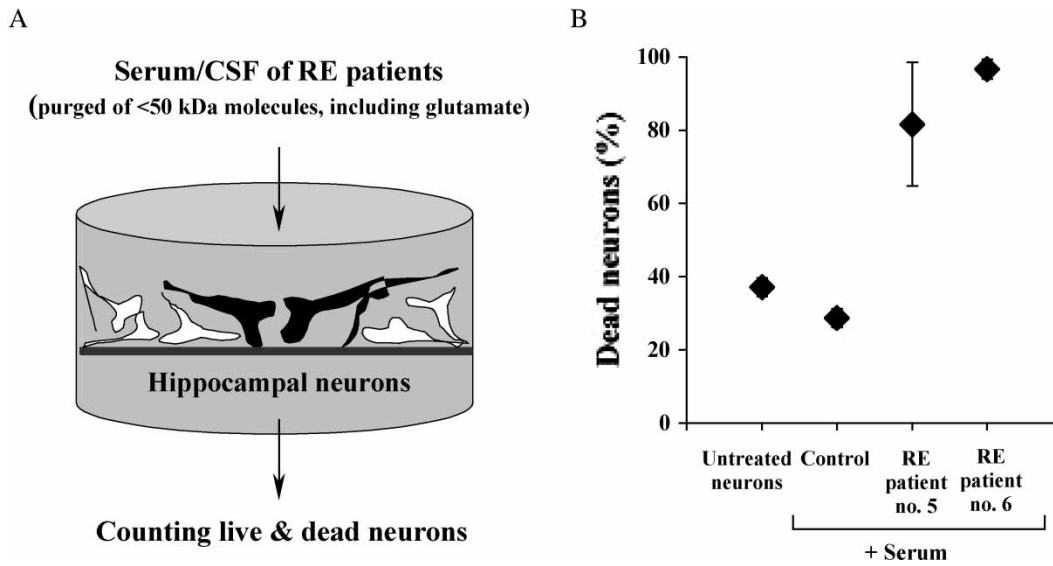 A
Serum/CSF of RE patients
(purged of <50 kDa molecules, including glutamate)
Hippocampal neurons
Counting live & dead neurons
B
Dead neurons (%)
100
80
60
40
20
0
Untreated neurons
Control
RE patient no. 5
RE patient no. 6
+ Serum